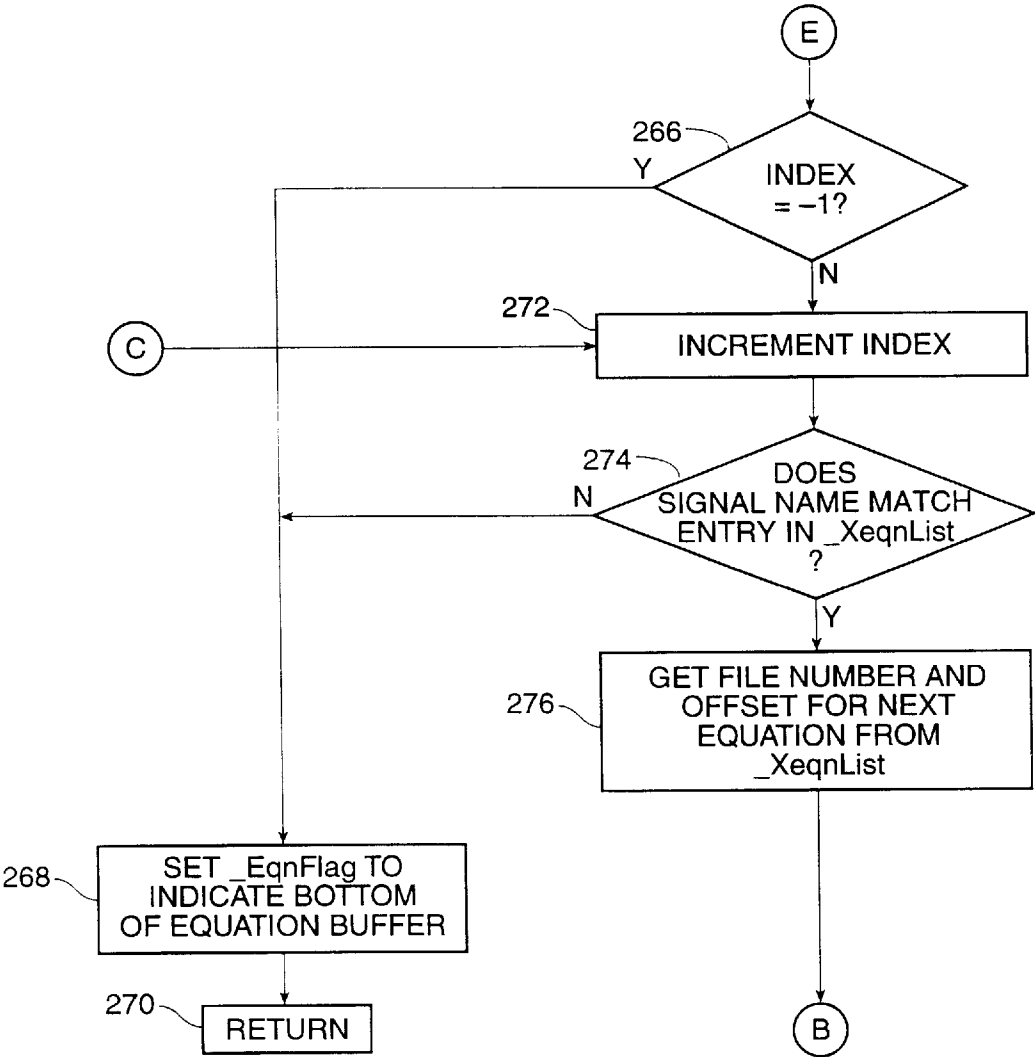 E
266
Y
INDEX
= –1?
N
272
C
INCREMENT INDEX
274
N
DOES
SIGNAL NAME MATCH
ENTRY IN _XeqnList
?
Y
276
GET FILE NUMBER AND
OFFSET FOR NEXT
EQUATION FROM
_XeqnList
268
SET _EqnFlag TO
INDICATE BOTTOM
OF EQUATION BUFFER
270
RETURN
B